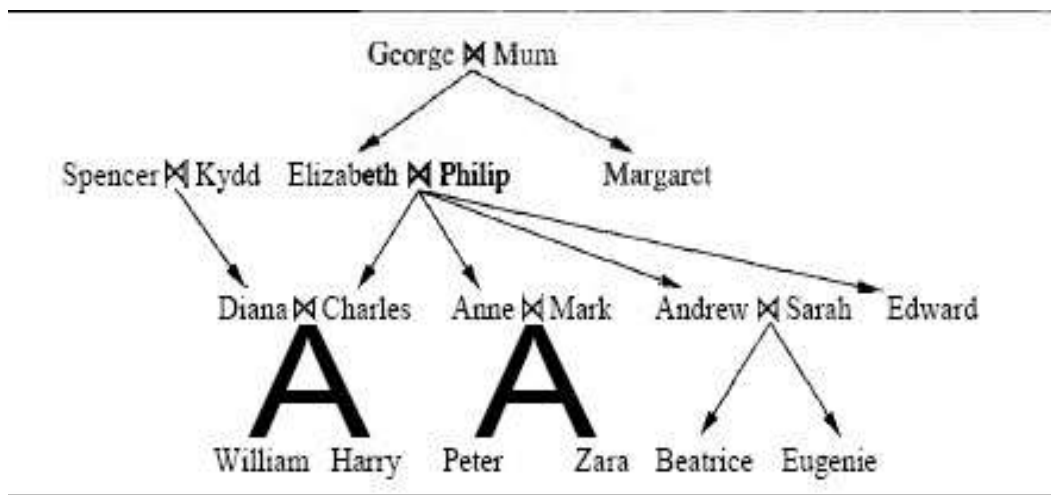 George ⋈ Mum
Spencer ⋈ Kydd Elizabeth ⋈ Philip Margaret
Diana ⋈ Charles Anne ⋈ Mark Andrew ⋈ Sarah Edward
A A
William Harry Peter Zara Beatrice Eugenie